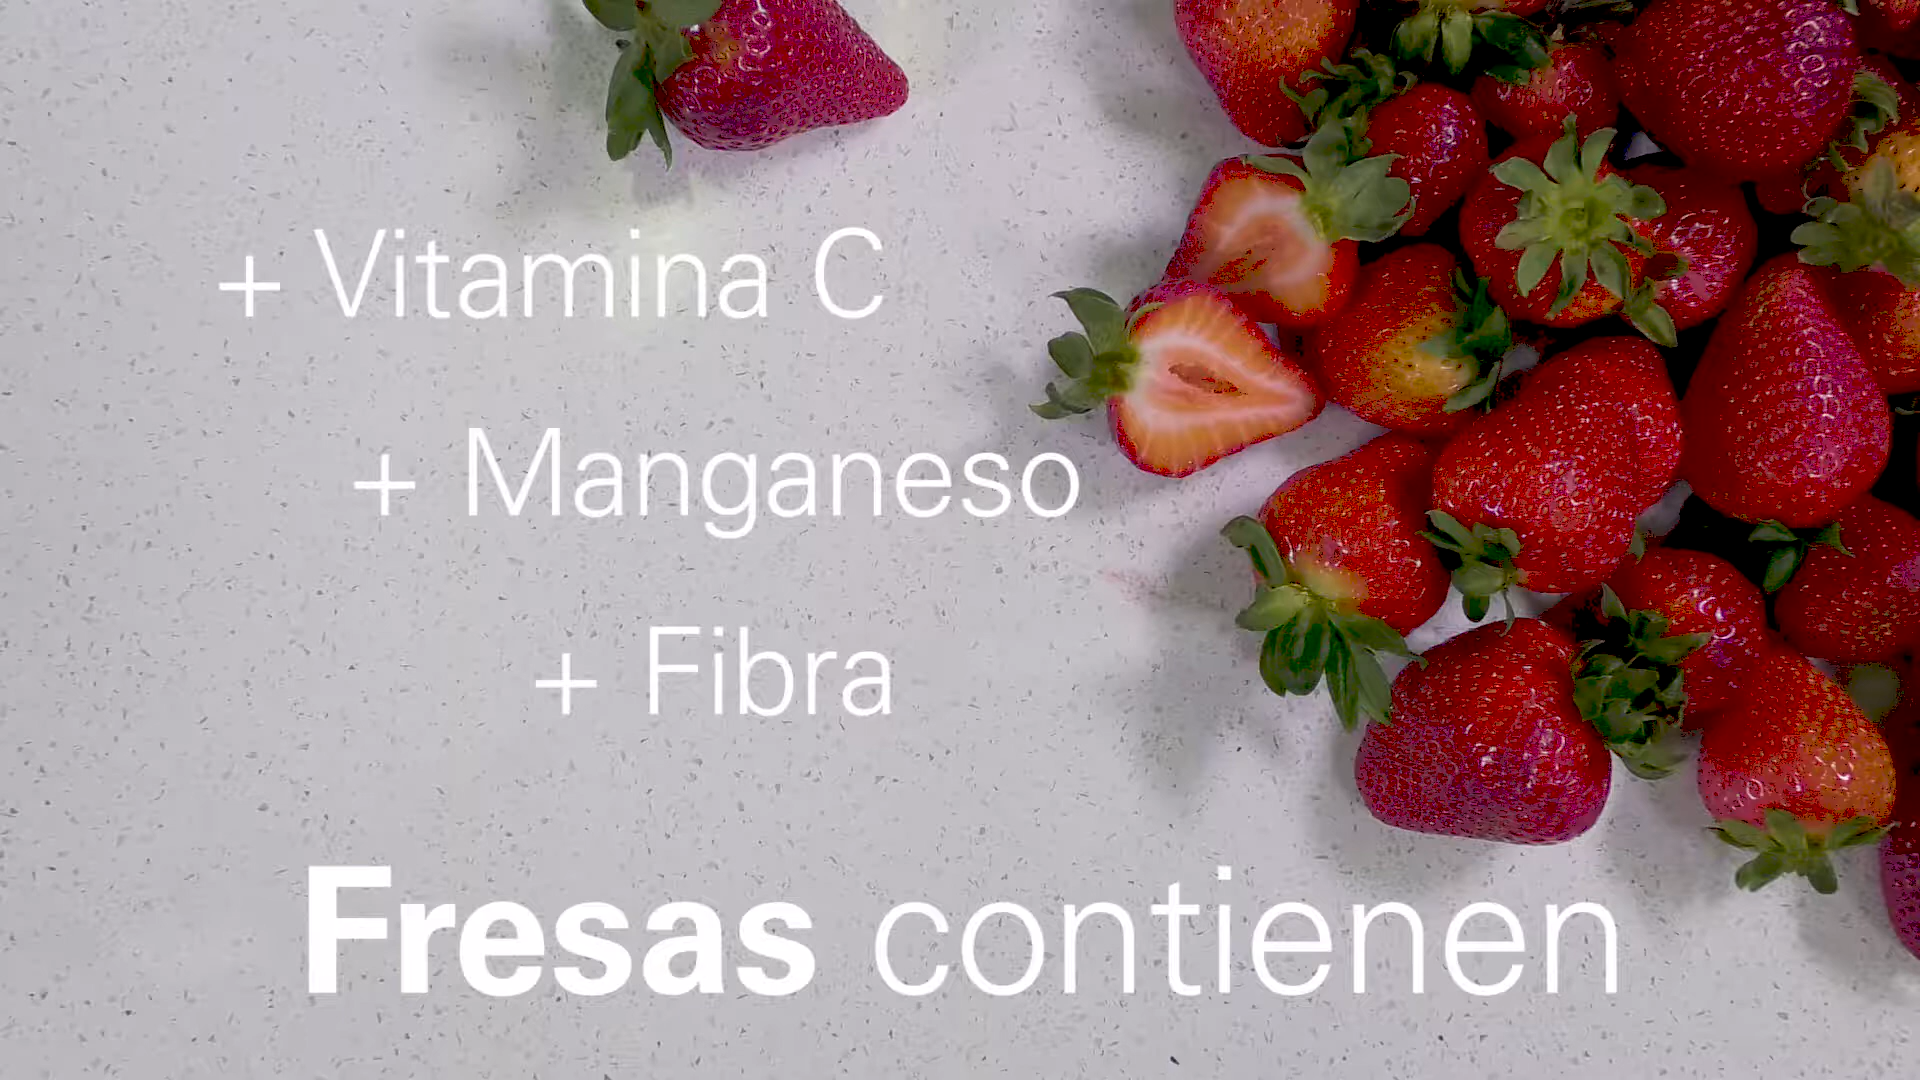 + Vitamina C
+ Manganeso
+ Fibra
Fresas contienen